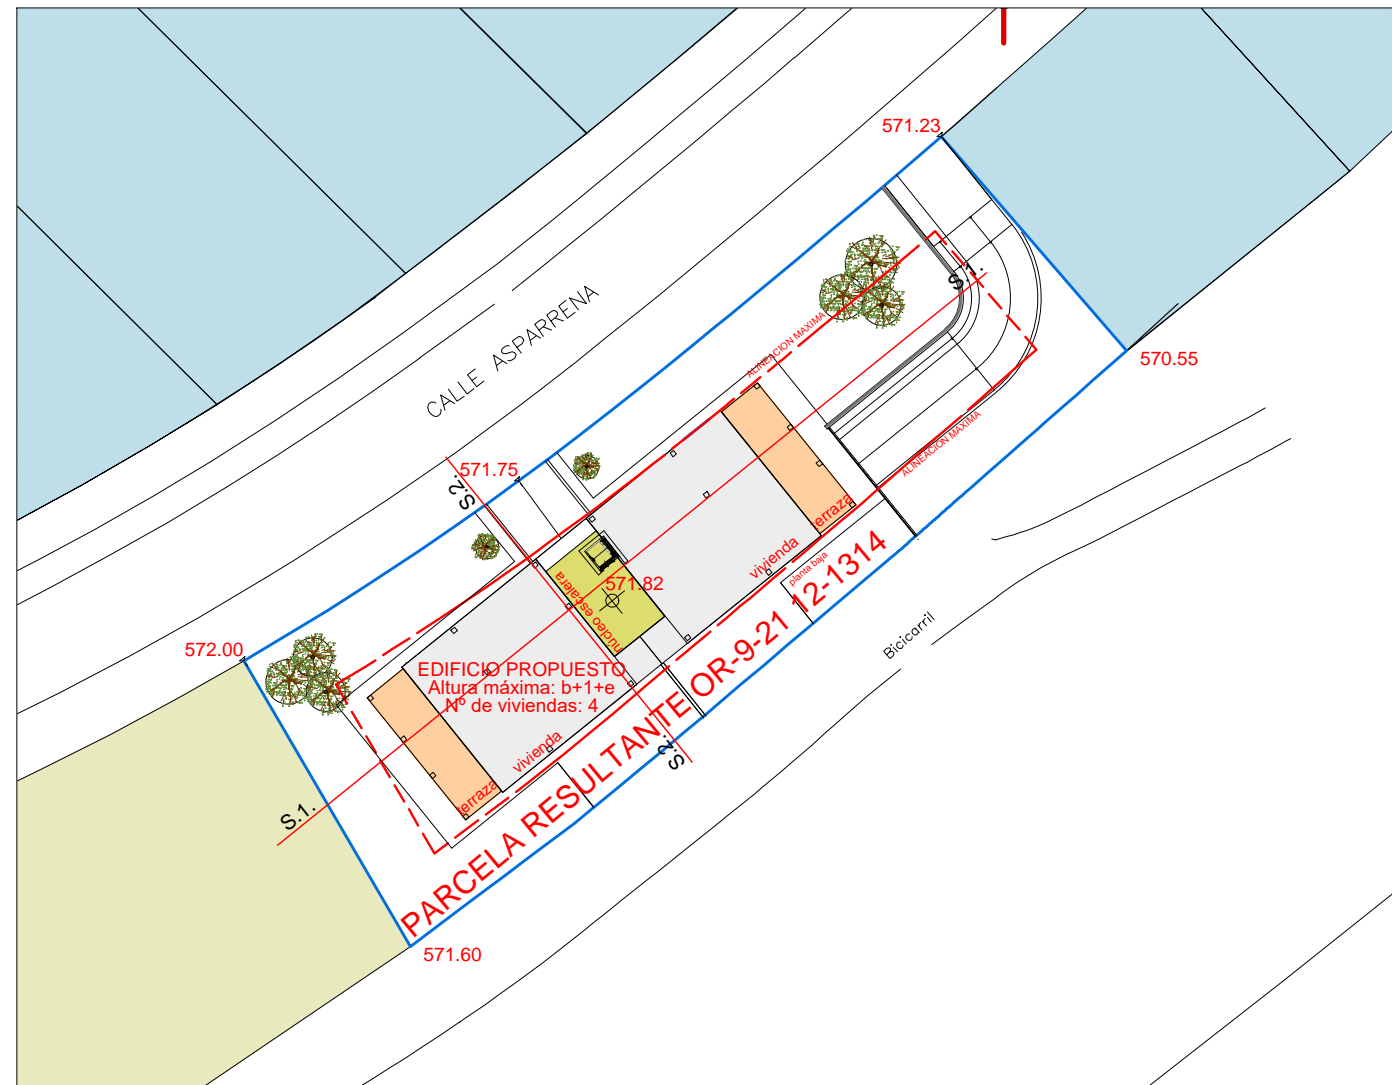 571.23
S.1.
570.55
ALINEACION MAXIMA
CALLE ASPARRENA
ALINEACION MAXIMA
571.75
S.2.
terraza
vivienda
planta baja
571.82
núcleo escalera
Bicicarril
572.00
EDIFICIO PROPUESTO
Altura máxima: b+1+e
Nº de viviendas: 4
vivienda
S.2.
terraza
S.1.
PARCELA RESULTANTE OR-9-21 12-1314
571.60